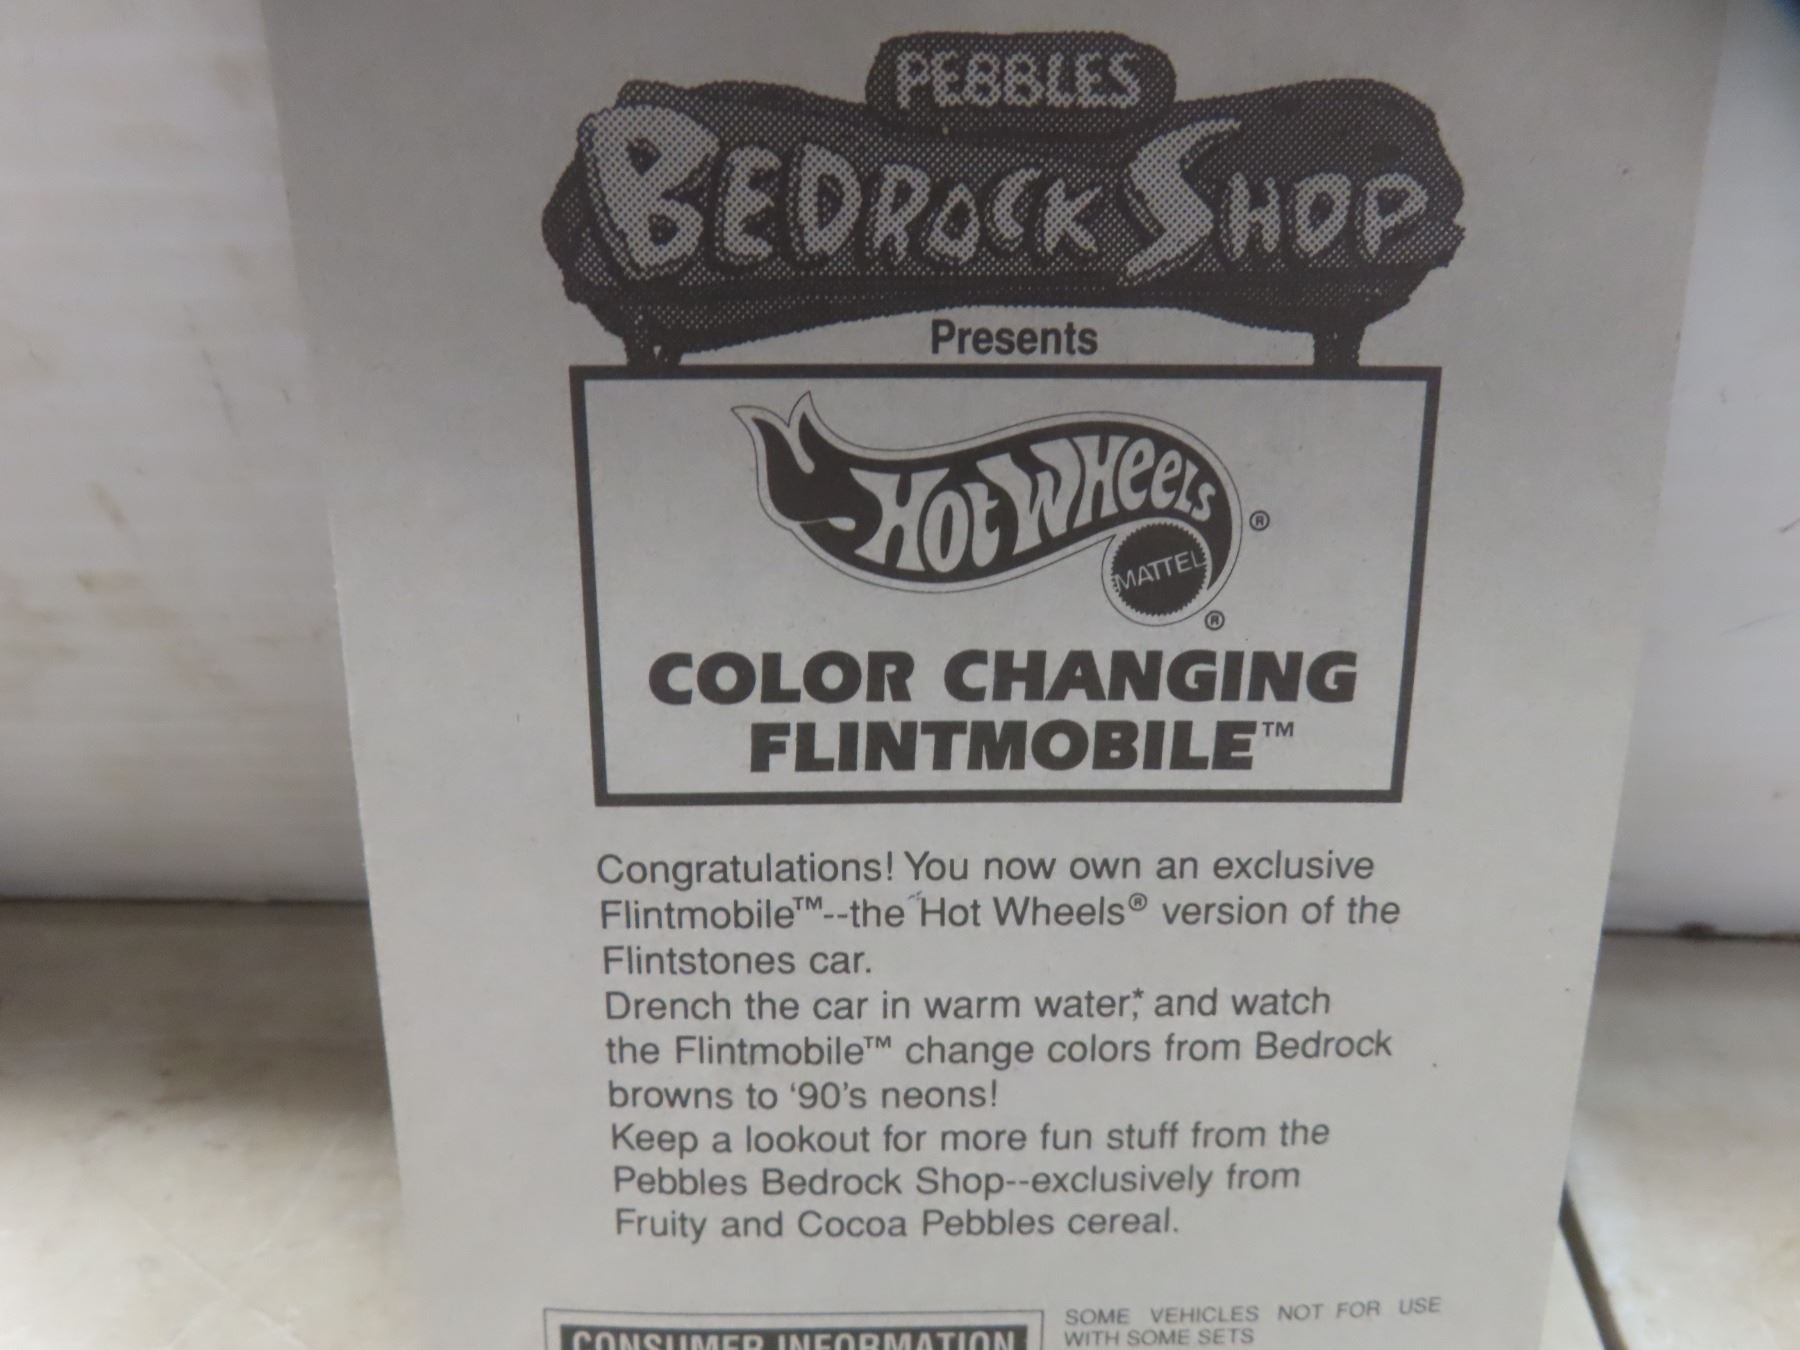 PEBBLES
BEDROCK SHOP
Presents
HOT WHEELS ®
MATTEL
®
COLOR CHANGING
FLINTMOBILE™
Congratulations! You now own an exclusive
Flintmobile™--the Hot Wheels® version of the
Flintstones car.
Drench the car in warm water,* and watch
the Flintmobile™ change colors from Bedrock
browns to ‘90’s neons!
Keep a lookout for more fun stuff from the
Pebbles Bedrock Shop--exclusively from
Fruity and Cocoa Pebbles cereal.
CONSUMER INFORMATION
SOME VEHICLES NOT FOR USE
WITH SOME SETS